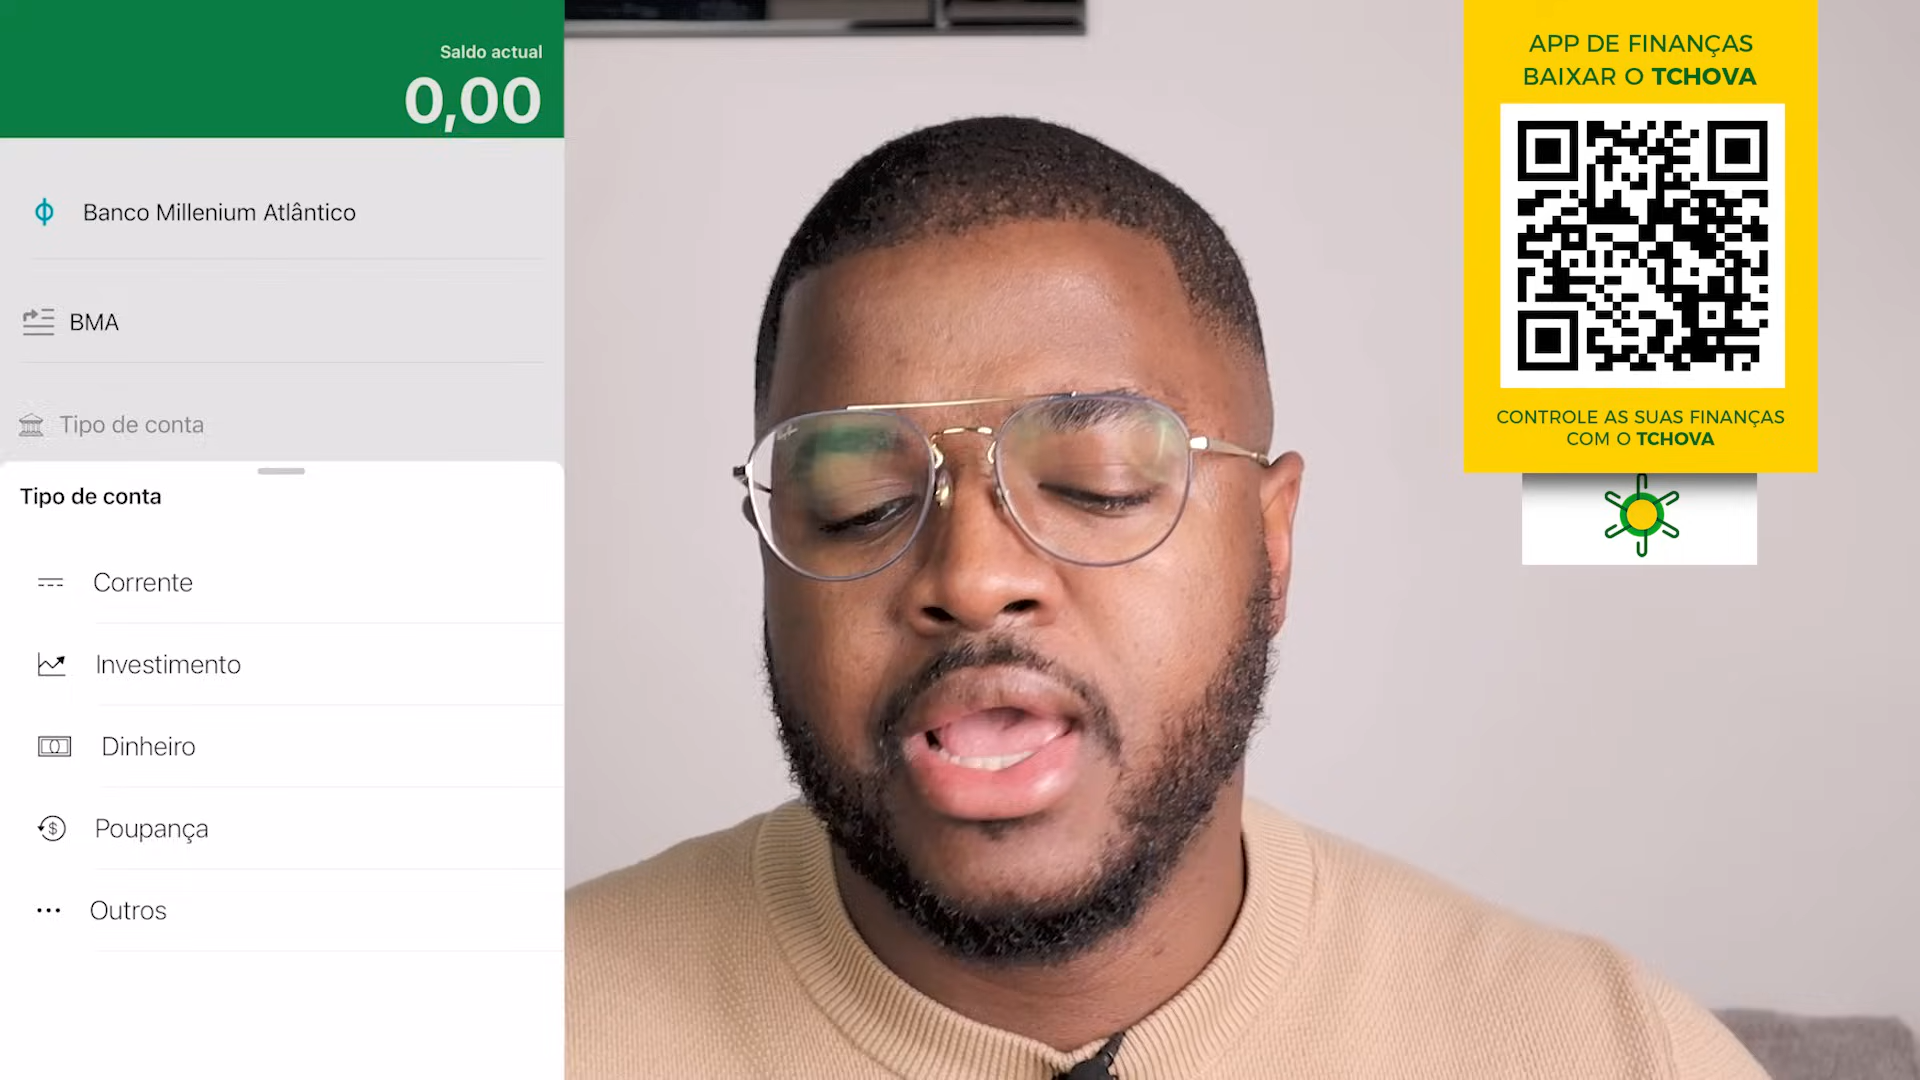 Saldo actual
0,00
Banco Millenium Atlântico
BMA
Tipo de conta
Tipo de conta
Corrente
Investimento
Dinheiro
Poupança
Outros
APP DE FINANÇAS
BAIXAR O TCHOVA
CONTROLE AS SUAS FINANÇAS
COM O TCHOVA